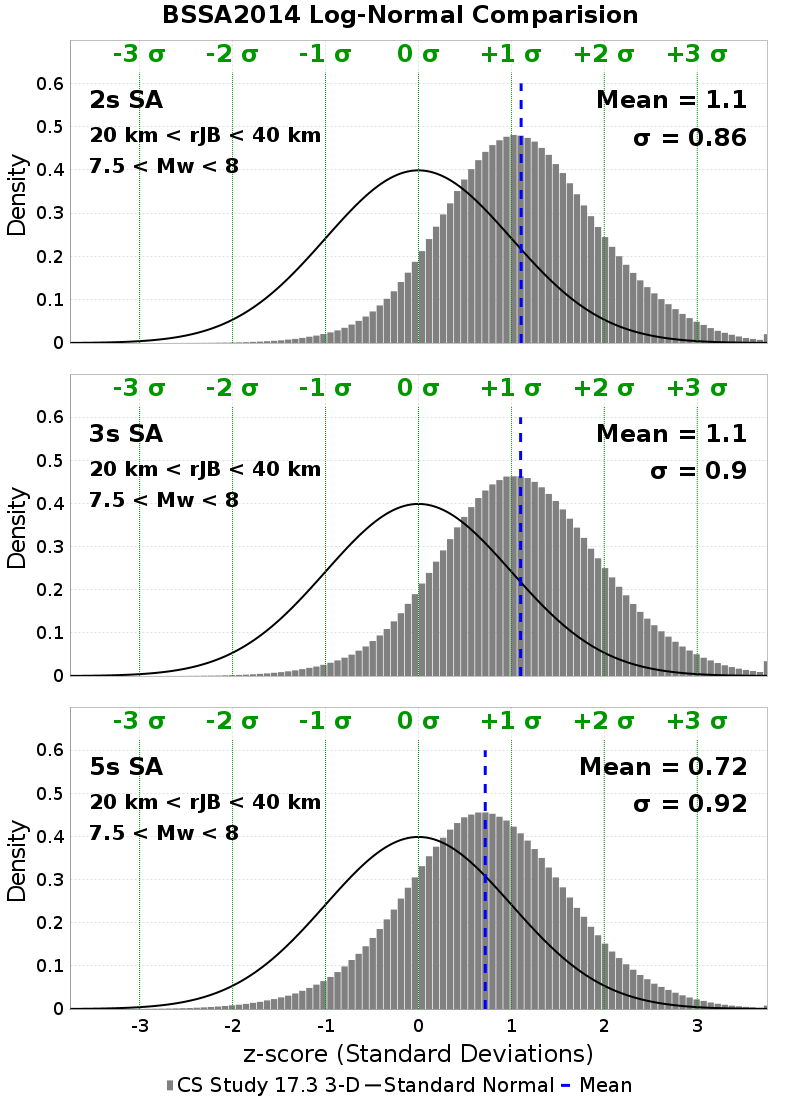 BSSA2014 Log-Normal Comparision
-3 σ -2 σ -1 σ 0 σ +1 σ +2 σ +3 σ
2s SA
20 km < rJB < 40 km
7.5 < Mw < 8
Mean = 1.1
σ = 0.86
Density
0.6
0.5
0.4
0.3
0.2
0.1
0
-3 σ -2 σ -1 σ 0 σ +1 σ +2 σ +3 σ
3s SA
20 km < rJB < 40 km
7.5 < Mw < 8
Mean = 1.1
σ = 0.9
Density
0.6
0.5
0.4
0.3
0.2
0.1
0
-3 σ -2 σ -1 σ 0 σ +1 σ +2 σ +3 σ
5s SA
20 km < rJB < 40 km
7.5 < Mw < 8
Mean = 0.72
σ = 0.92
Density
0.6
0.5
0.4
0.3
0.2
0.1
0
-3 -2 -1 0 1 2 3
z-score (Standard Deviations)
CS Study 17.3 3-D Standard Normal Mean